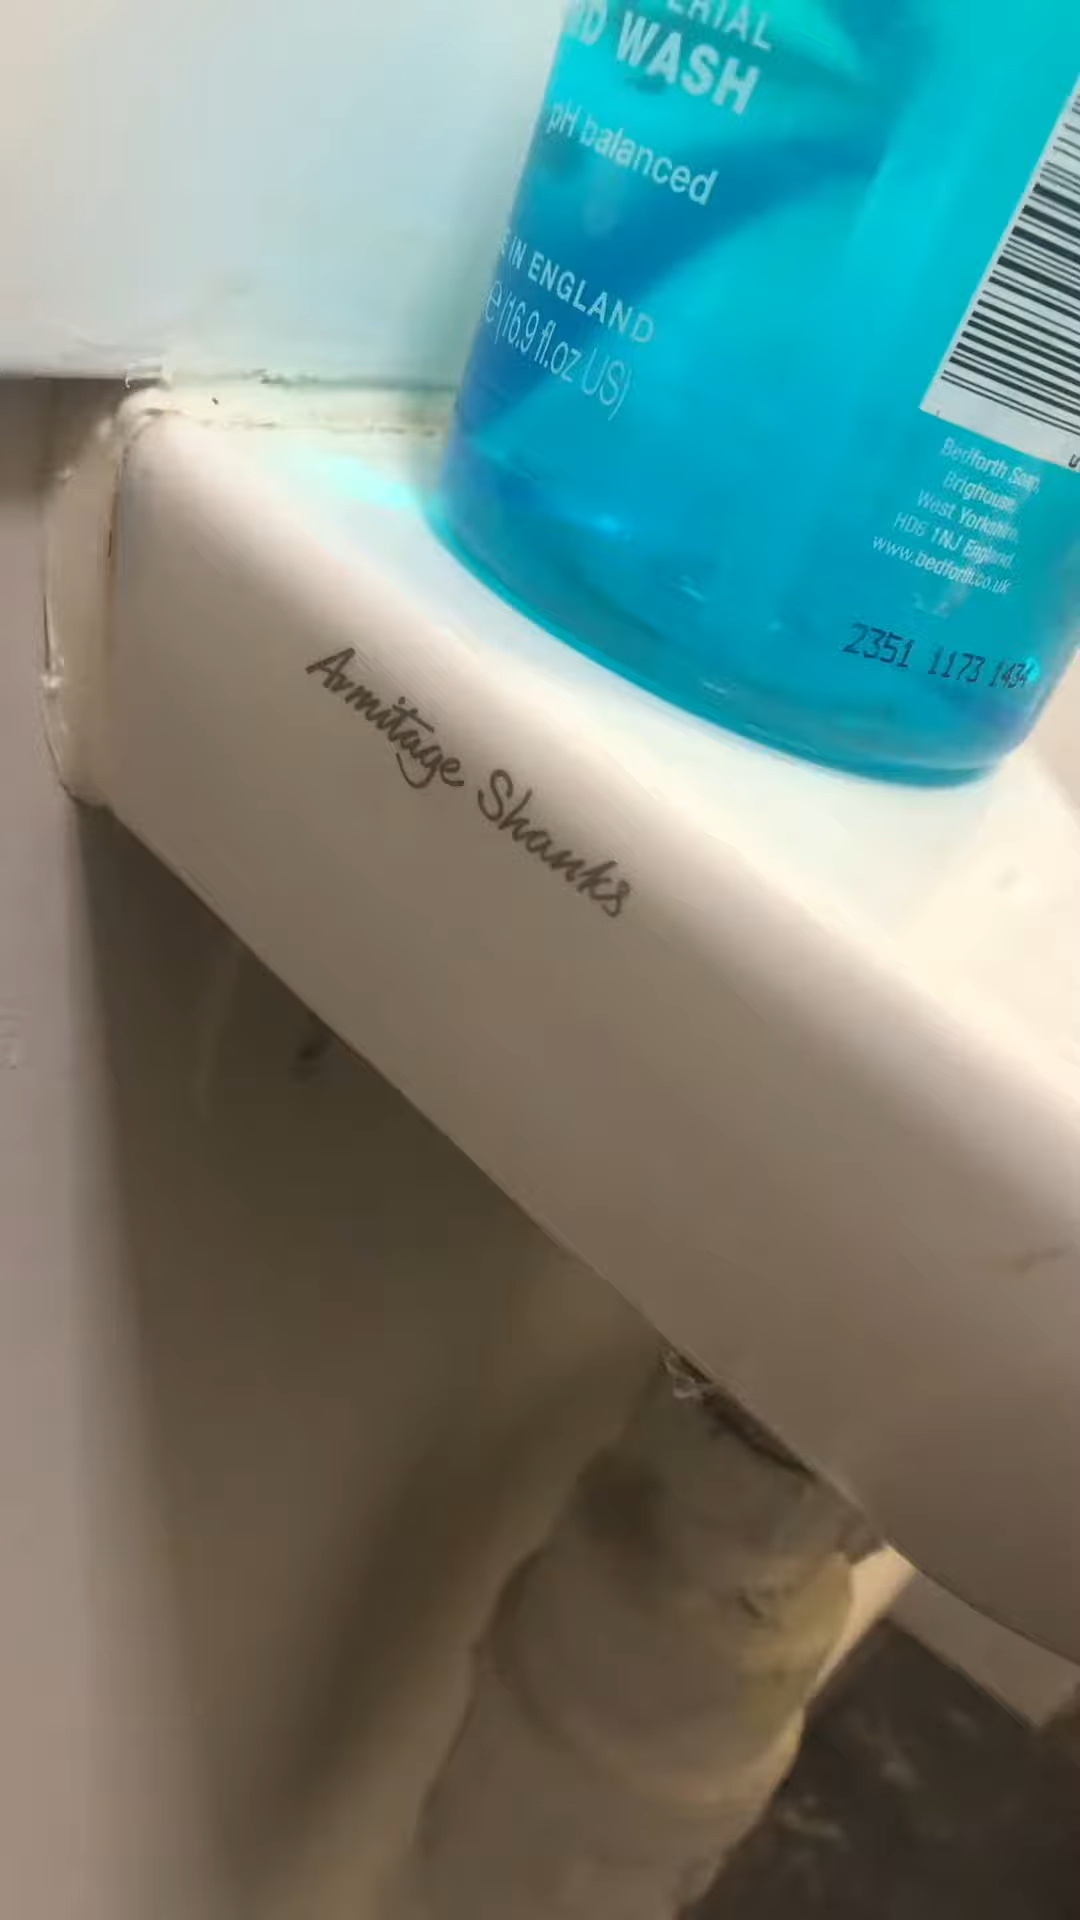 WASH
pH balanced
IN ENGLAND
e (16.9 fl.oz US)
Bedforth Soap
Brighouse
West Yorkshire
HD6 1NJ England
www.bedforth.co.uk
2351 1173 1434
Armitage Shanks